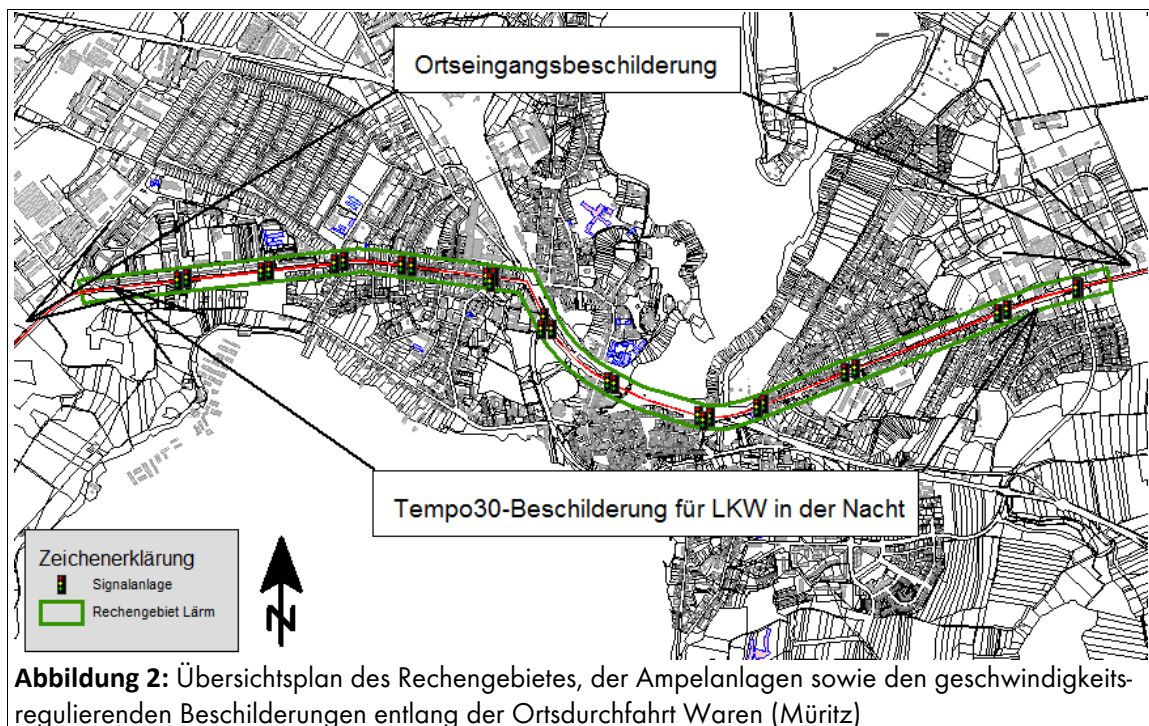 Ortseingangsbeschilderung
Tempo30-Beschilderung für LKW in der Nacht
Zeichenerklärung
Signalanlage
Rechengebiet Lärm
N
Abbildung 2: Übersichtsplan des Rechengebietes, der Ampelanlagen sowie den geschwindigkeits-
regulierenden Beschilderungen entlang der Ortsdurchfahrt Waren (Müritz)